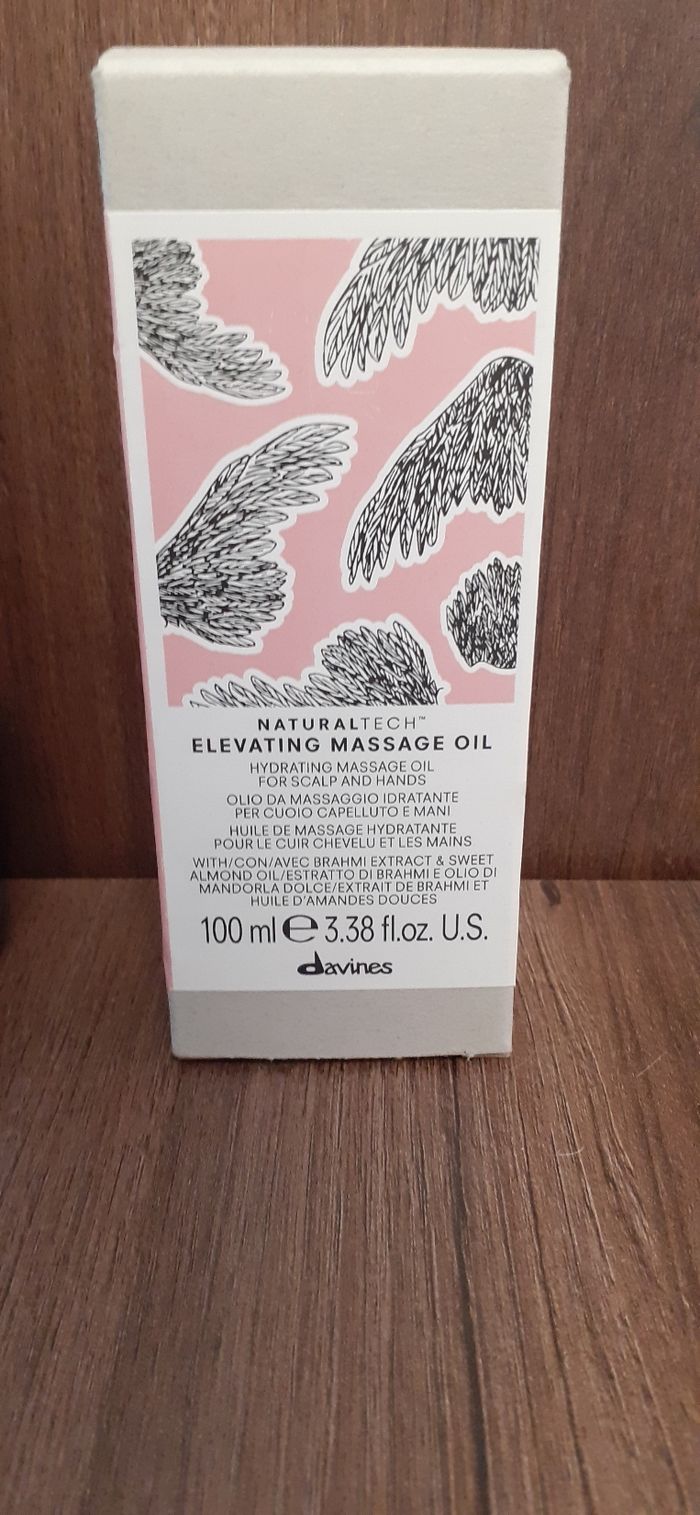 NATURALTECH™
ELEVATING MASSAGE OIL
HYDRATING MASSAGE OIL
FOR SCALP AND HANDS
OLIO DA MASSAGGIO IDRATANTE
PER CUOIO CAPELLUTO E MANI
HUILE DE MASSAGE HYDRATANTE
POUR LE CUIR CHEVELU ET LES MAINS
WITH/CON/AVEC BRAHMI EXTRACT & SWEET
ALMOND OIL/ESTRATTO DI BRAHMI E OLIO DI
MANDORLA DOLCE/EXTRAIT DE BRAHMI ET
HUILE D'AMANDES DOUCES
100 ml ℮ 3.38 fl.oz. U.S.
davines